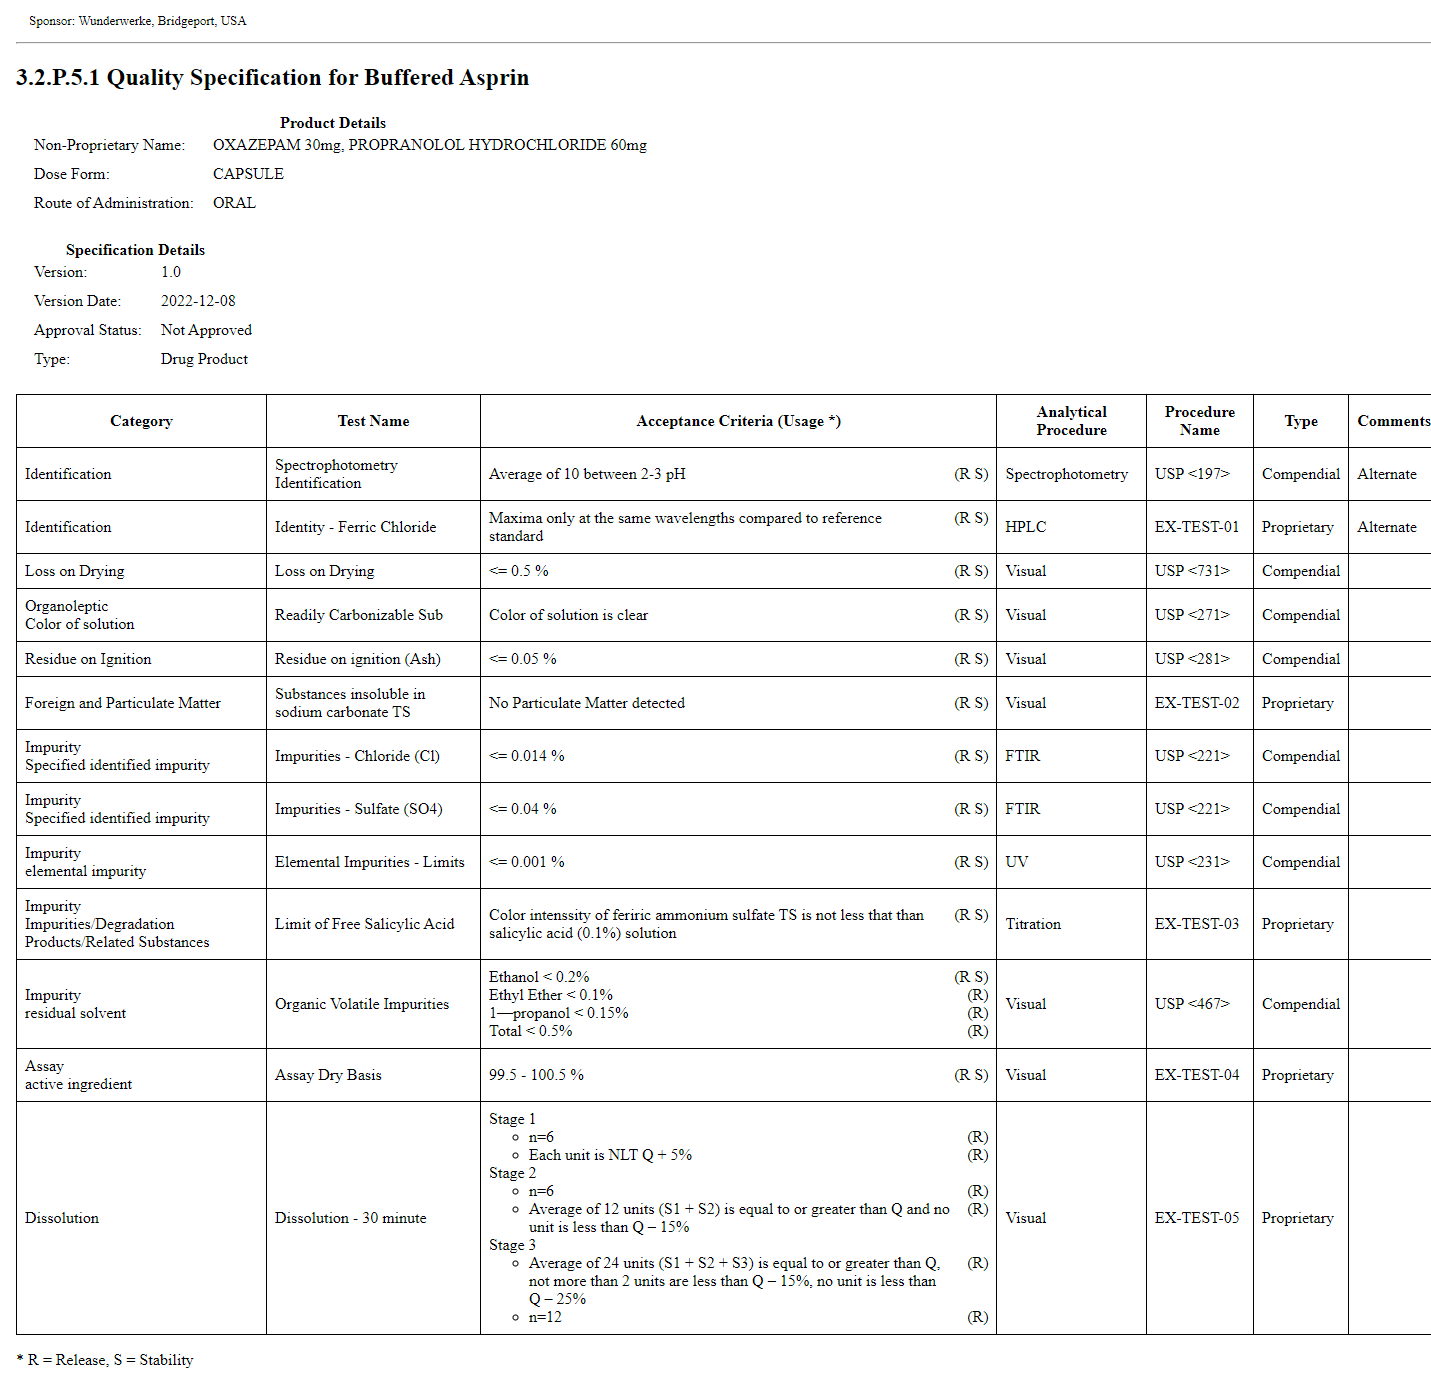 Sponsor: Wunderwerke, Bridgeport, USA
3.2.P.5.1 Quality Specification for Buffered Asprin
Product Details
Non-Proprietary Name: OXAZEPAM 30mg, PROPRANOLOL HYDROCHLORIDE 60mg
Dose Form: CAPSULE
Route of Administration: ORAL
Specification Details
Version: 1.0
Version Date: 2022-12-08
Approval Status: Not Approved
Type: Drug Product
Category
Test Name
Acceptance Criteria (Usage *)
Analytical
Procedure
Procedure
Name
Type
Comments
Identification
Spectrophotometry
Identification
Average of 10 between 2-3 pH (R S)
Spectrophotometry
USP <197>
Compendial
Alternate
Identification
Identity - Ferric Chloride
Maxima only at the same wavelengths compared to reference (R S)
standard
HPLC
EX-TEST-01
Proprietary
Alternate
Loss on Drying
Loss on Drying
<= 0.5 % (R S)
Visual
USP <731>
Compendial
Organoleptic
Color of solution
Readily Carbonizable Sub
Color of solution is clear (R S)
Visual
USP <271>
Compendial
Residue on Ignition
Residue on ignition (Ash)
<= 0.05 % (R S)
Visual
USP <281>
Compendial
Foreign and Particulate Matter
Substances insoluble in
sodium carbonate TS
No Particulate Matter detected (R S)
Visual
EX-TEST-02
Proprietary
Impurity
Specified identified impurity
Impurities - Chloride (Cl)
<= 0.014 % (R S)
FTIR
USP <221>
Compendial
Impurity
Specified identified impurity
Impurities - Sulfate (SO4)
<= 0.04 % (R S)
FTIR
USP <221>
Compendial
Impurity
elemental impurity
Elemental Impurities - Limits
<= 0.001 % (R S)
UV
USP <231>
Compendial
Impurity
Impurities/Degradation
Products/Related Substances
Limit of Free Salicylic Acid
Color intenssity of feriric ammonium sulfate TS is not less that than (R S)
salicylic acid (0.1%) solution
Titration
EX-TEST-03
Proprietary
Impurity
residual solvent
Organic Volatile Impurities
Ethanol < 0.2% (R S)
Ethyl Ether < 0.1% (R)
1—propanol < 0.15% (R)
Total < 0.5% (R)
Visual
USP <467>
Compendial
Assay
active ingredient
Assay Dry Basis
99.5 - 100.5 % (R S)
Visual
EX-TEST-04
Proprietary
Dissolution
Dissolution - 30 minute
Stage 1
n=6 (R)
Each unit is NLT Q + 5% (R)
Stage 2
n=6 (R)
Average of 12 units (S1 + S2) is equal to or greater than Q and no (R)
unit is less than Q – 15%
Stage 3
Average of 24 units (S1 + S2 + S3) is equal to or greater than Q, (R)
not more than 2 units are less than Q – 15%, no unit is less than
Q – 25%
n=12 (R)
Visual
EX-TEST-05
Proprietary
* R = Release, S = Stability